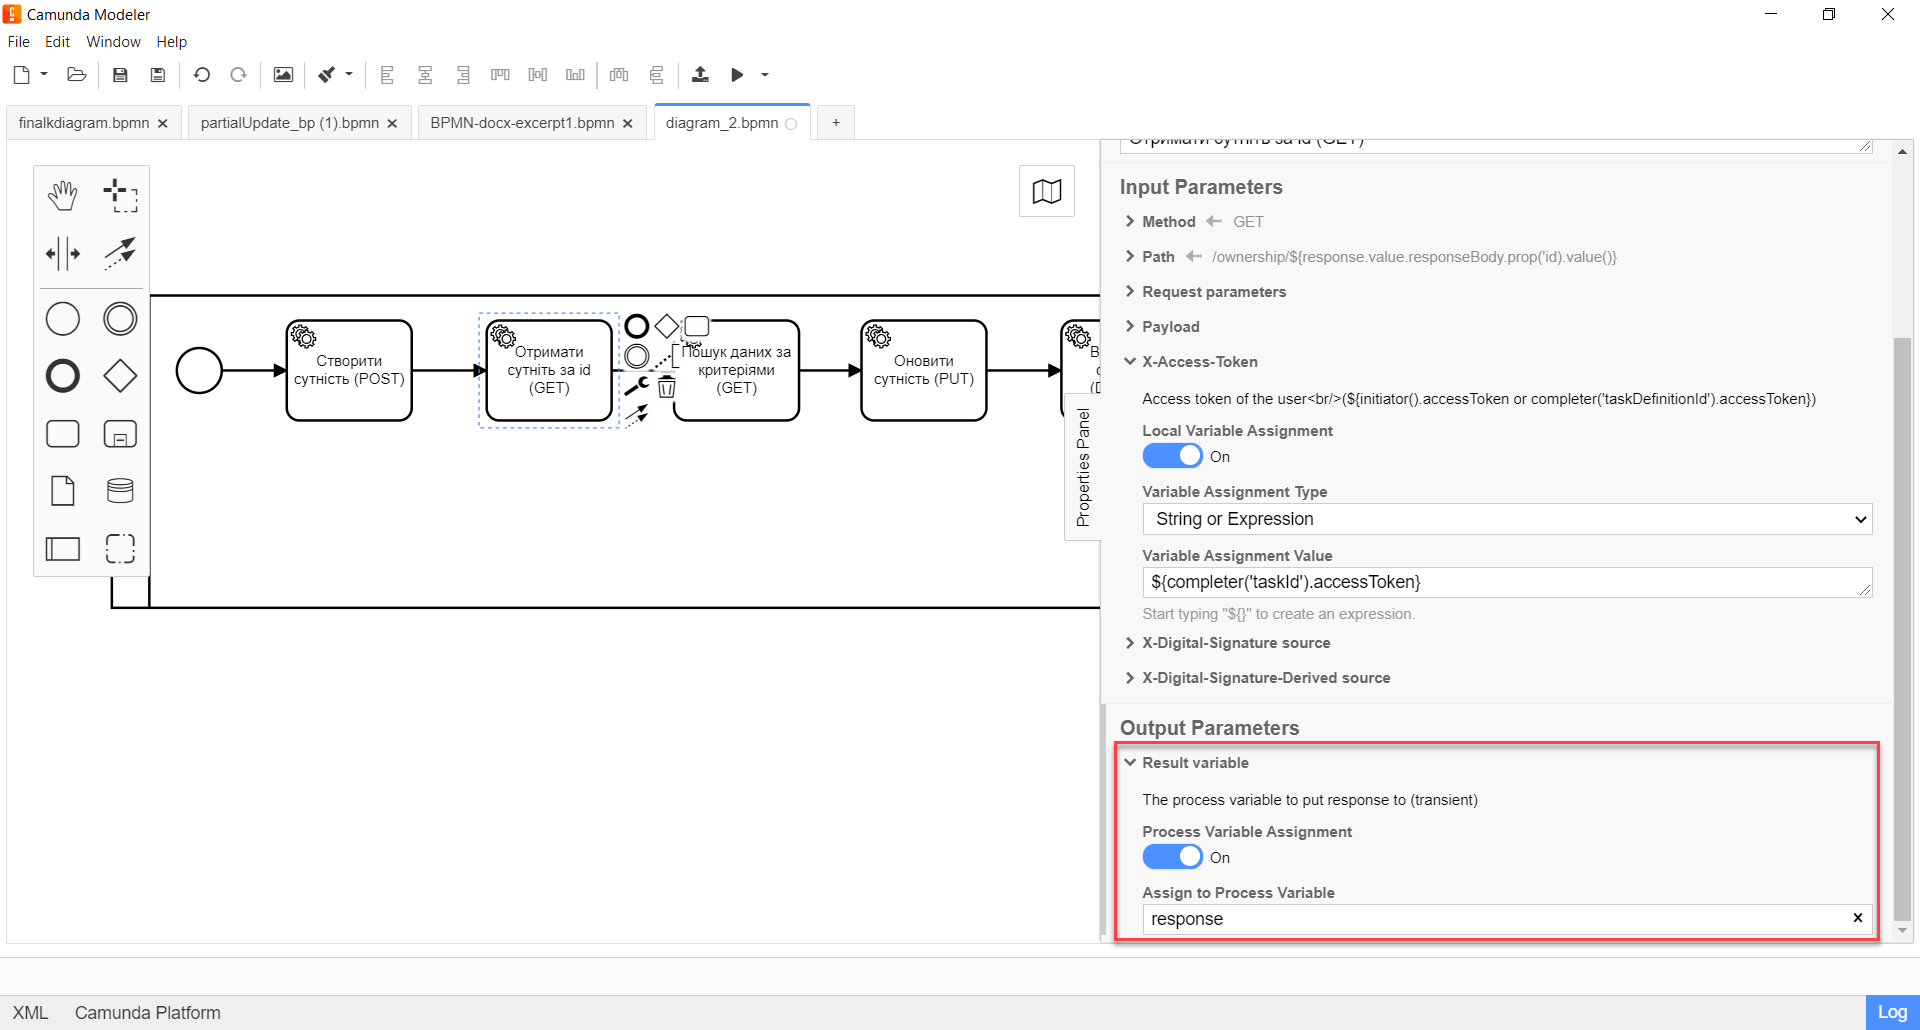 Camunda Modeler
File Edit Window Help
finalkdiagram.bpmn
partialUpdate_bp (1).bpmn
BPMN-docx-excerpt1.bpmn
diagram_2.bpmn
+
Створити
сутність (POST)
Отримати
сутніть за id
(GET)
Пошук даних за
критеріями
(GET)
Оновити
сутність (PUT)
Properties Panel
Отримати сутніть за id (GET)
Input Parameters
Method GET
Path /ownership/${response.value.responseBody.prop('id).value()}
Request parameters
Payload
X-Access-Token
Access token of the user<br/>(${initiator().accessToken or completer('taskDefinitionId').accessToken})
Local Variable Assignment
On
Variable Assignment Type
String or Expression
Variable Assignment Value
${completer('taskId').accessToken}
Start typing "${}" to create an expression.
X-Digital-Signature source
X-Digital-Signature-Derived source
Output Parameters
Result variable
The process variable to put response to (transient)
Process Variable Assignment
On
Assign to Process Variable
response
XML Camunda Platform
Log